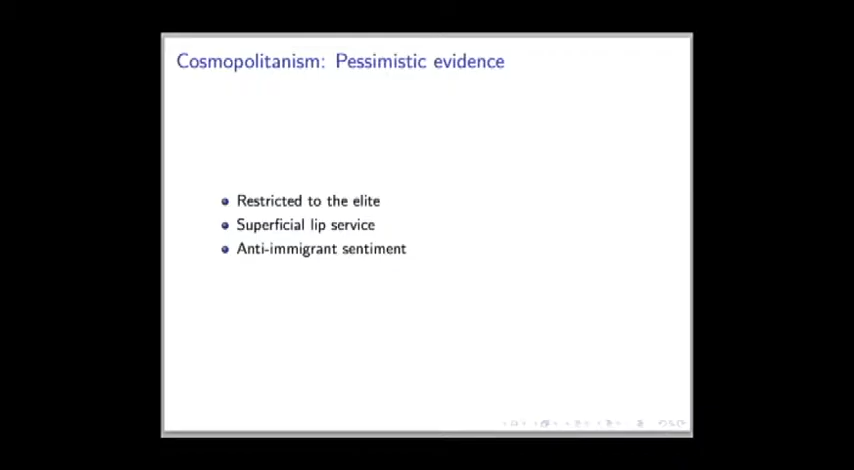 Cosmopolitanism: Pessimistic evidence
Restricted to the elite
Superficial lip service
Anti-immigrant sentiment